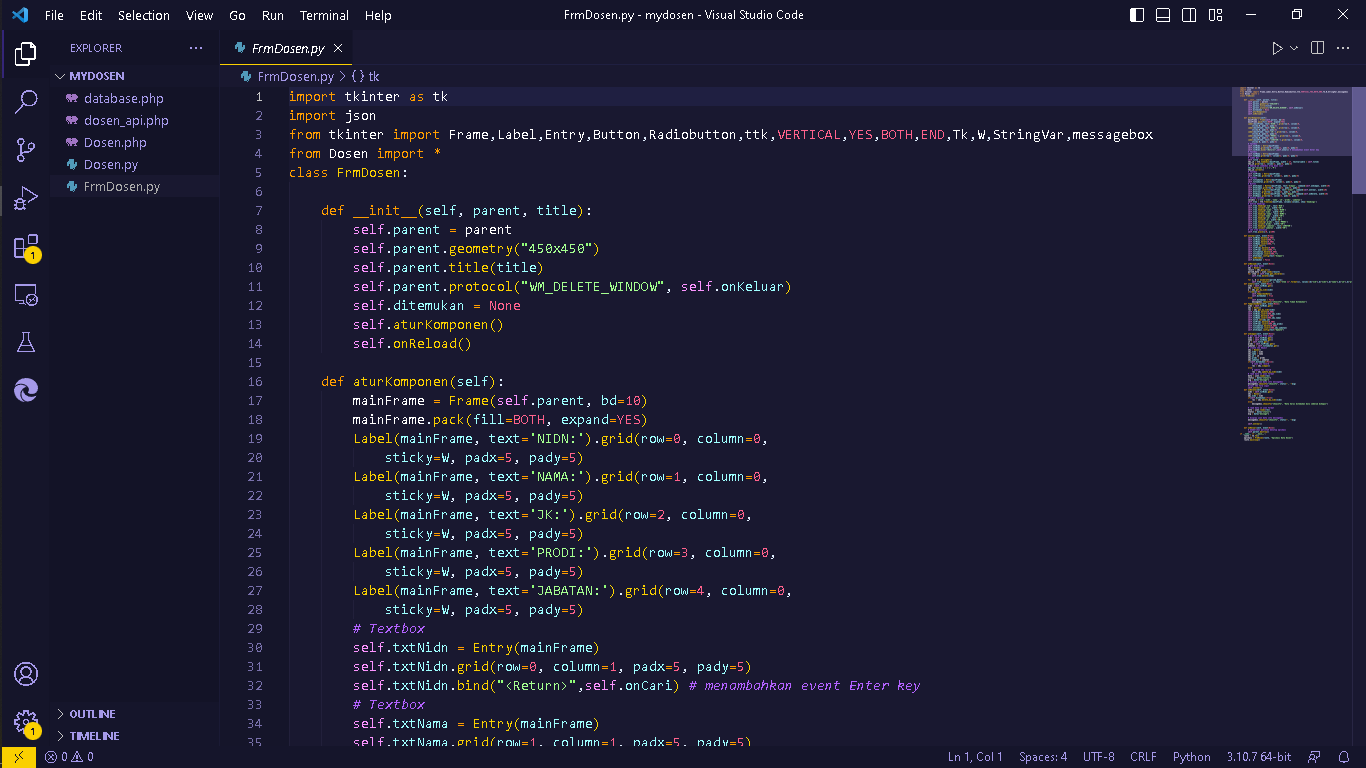 File Edit Selection View Go Run Terminal Help
FrmDosen.py - mydosen - Visual Studio Code
EXPLORER
MYDOSEN
database.php
dosen_api.php
Dosen.php
Dosen.py
FrmDosen.py
OUTLINE
TIMELINE
1
1
FrmDosen.py
FrmDosen.py > {} tk
1 import tkinter as tk
2 import json
3 from tkinter import Frame,Label,Entry,Button,Radiobutton,ttk,VERTICAL,YES,BOTH,END,Tk,W,StringVar,messagebox
4 from Dosen import *
5 class FrmDosen:
6
7     def __init__(self, parent, title):
8         self.parent = parent
9         self.parent.geometry("450x450")
10         self.parent.title(title)
11         self.parent.protocol("WM_DELETE_WINDOW", self.onKeluar)
12         self.ditemukan = None
13         self.aturKomponen()
14         self.onReload()
15
16     def aturKomponen(self):
17         mainFrame = Frame(self.parent, bd=10)
18         mainFrame.pack(fill=BOTH, expand=YES)
19         Label(mainFrame, text='NIDN:').grid(row=0, column=0,
20             sticky=W, padx=5, pady=5)
21         Label(mainFrame, text='NAMA:').grid(row=1, column=0,
22             sticky=W, padx=5, pady=5)
23         Label(mainFrame, text='JK:').grid(row=2, column=0,
24             sticky=W, padx=5, pady=5)
25         Label(mainFrame, text='PRODI:').grid(row=3, column=0,
26             sticky=W, padx=5, pady=5)
27         Label(mainFrame, text='JABATAN:').grid(row=4, column=0,
28             sticky=W, padx=5, pady=5)
29         # Textbox
30         self.txtNidn = Entry(mainFrame)
31         self.txtNidn.grid(row=0, column=1, padx=5, pady=5)
32         self.txtNidn.bind("<Return>",self.onCari) # menambahkan event Enter key
33         # Textbox
34         self.txtNama = Entry(mainFrame)
35         self.txtNama.grid(row=1, column=1, padx=5, pady=5)
0 0
Ln 1, Col 1 Spaces: 4 UTF-8 CRLF Python 3.10.7 64-bit